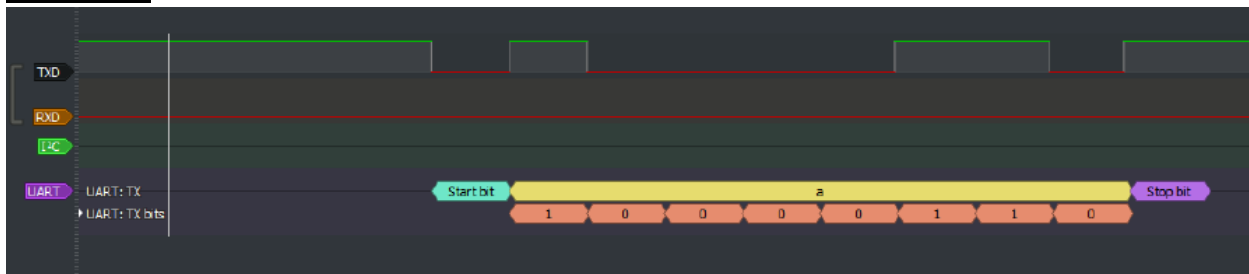 TXD
RXD
I²C
UART UART: TX Start bit a Stop bit
UART: TX bits 1 0 0 0 0 1 1 0